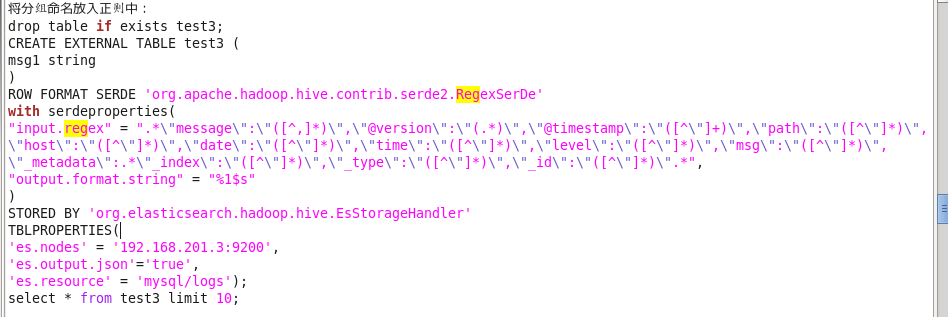 将分组命名放入正则中：
drop table if exists test3;
CREATE EXTERNAL TABLE test3 (
msg1 string
)
ROW FORMAT SERDE 'org.apache.hadoop.hive.contrib.serde2.RegexSerDe'
with serdeproperties(
"input.regex" = ".*\"message\":\"([^,]*)\",\"@version\":\"(.*)\",\"@timestamp\":\"([^\"]+)\",\"path\":\"([^\"]*)\",
\"host\":\"([^\"]*)\",\"date\":\"([^\"]*)\",\"time\":\"([^\"]*)\",\"level\":\"([^\"]*)\",\"msg\":\"([^\"]*)\",
\"_metadata\":.*\"_index\":\"([^\"]*)\",\"_type\":\"([^\"]*)\",\"_id\":\"([^\"]*)\".*",
"output.format.string" = "%1$s"
)
STORED BY 'org.elasticsearch.hadoop.hive.EsStorageHandler'
TBLPROPERTIES(
'es.nodes' = '192.168.201.3:9200',
'es.output.json'='true',
'es.resource' = 'mysql/logs');
select * from test3 limit 10;